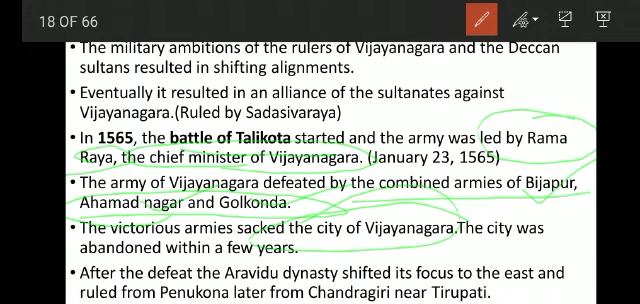 18 OF 66
• The military ambitions of the rulers of Vijayanagara and the Deccan
sultans resulted in shifting alignments.
• Eventually it resulted in an alliance of the sultanates against
Vijayanagara.(Ruled by Sadasivaraya)
• In 1565, the battle of Talikota started and the army was led by Rama
Raya, the chief minister of Vijayanagara. (January 23, 1565)
• The army of Vijayanagara defeated by the combined armies of Bijapur,
Ahamad nagar and Golkonda.
• The victorious armies sacked the city of Vijayanagara.The city was
abandoned within a few years.
• After the defeat the Aravidu dynasty shifted its focus to the east and
ruled from Penukona later from Chandragiri near Tirupati.